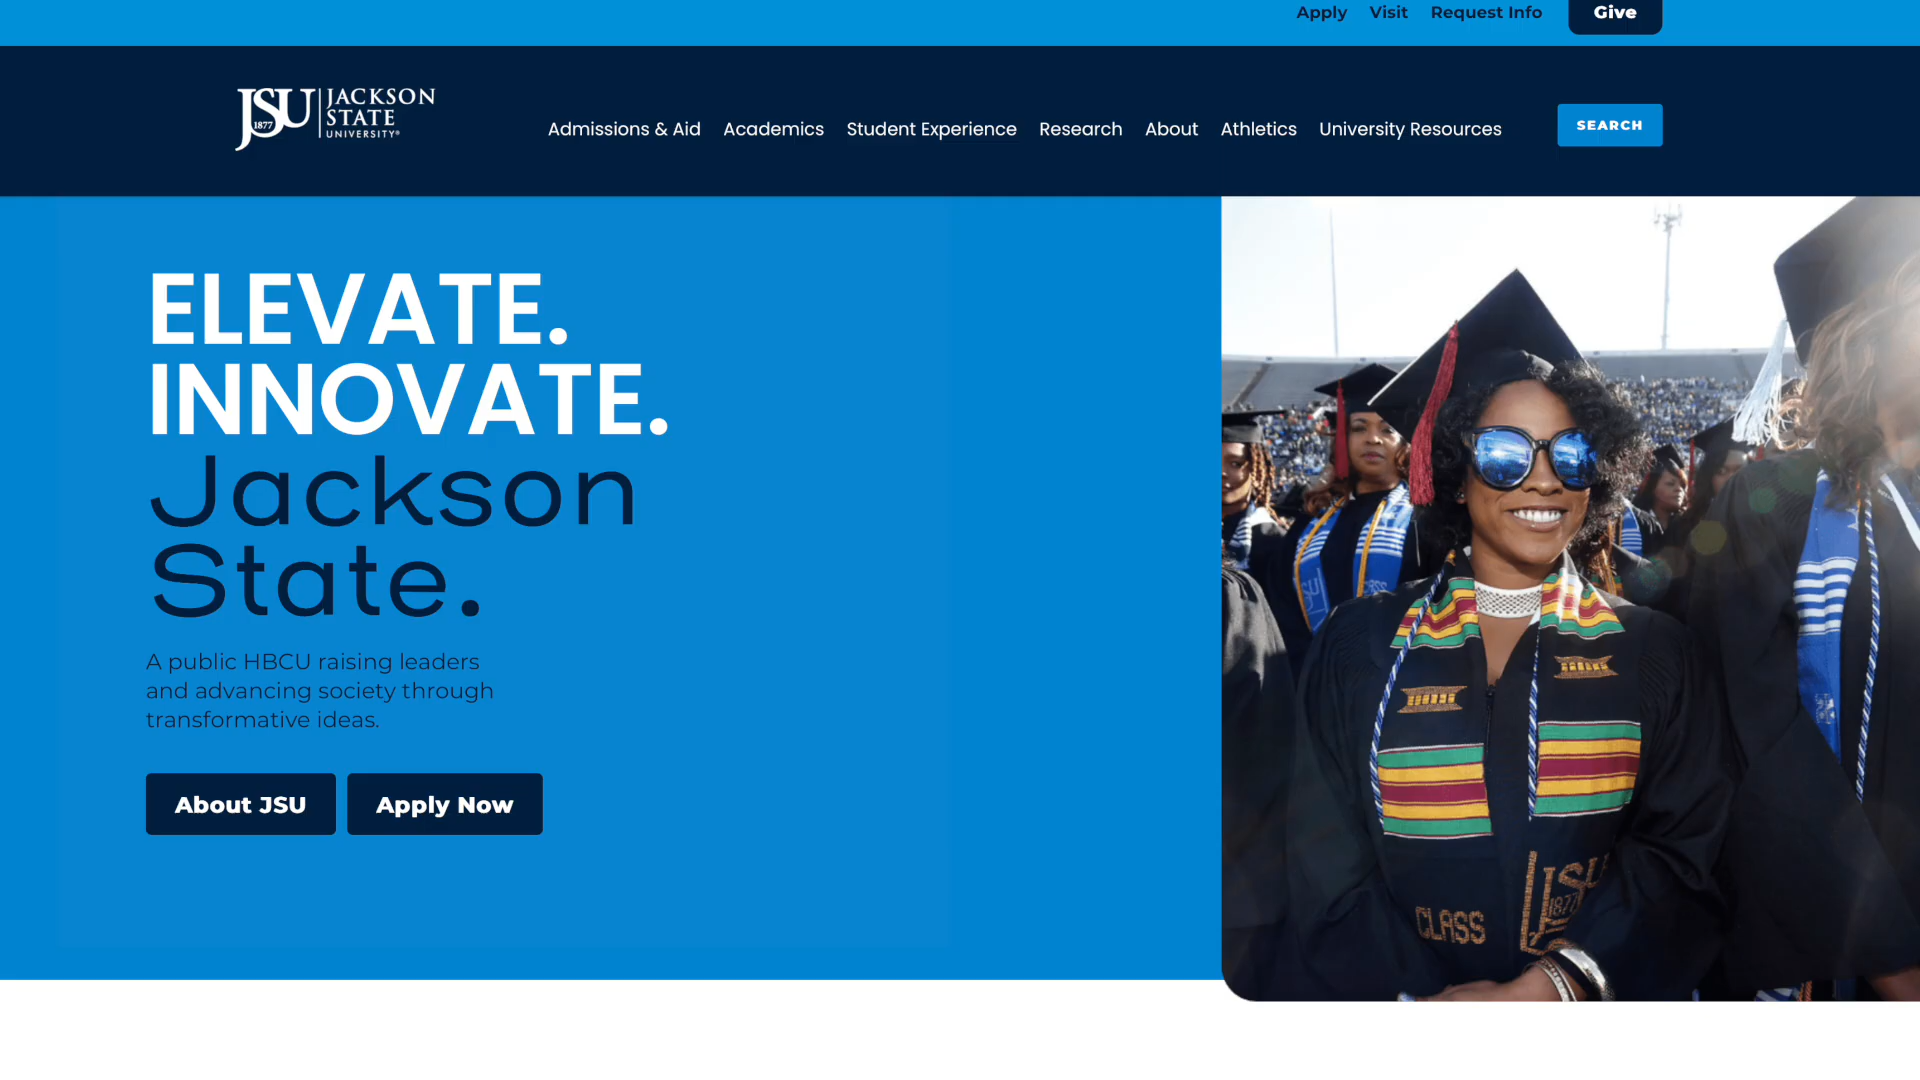 Apply Visit Request Info Give
JSU 1877 JACKSON
STATE
UNIVERSITY®
Admissions & Aid Academics Student Experience Research About Athletics University Resources
SEARCH
ELEVATE.
INNOVATE.
Jackson
State.
A public HBCU raising leaders
and advancing society through
transformative ideas.
About JSU Apply Now
CLASS
JSU
1877